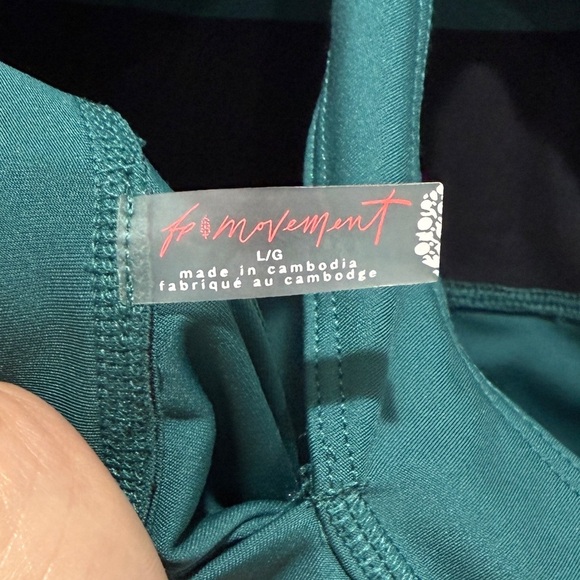 fp movement
L/G
made in cambodia
fabriqué au cambodge